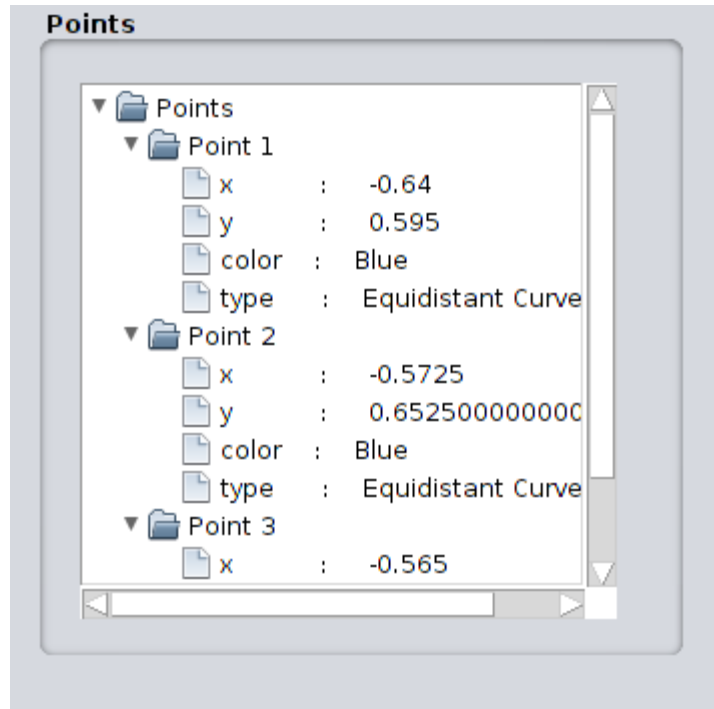 Points
Points
Point 1
x : -0.64
y : 0.595
color : Blue
type : Equidistant Curve
Point 2
x : -0.5725
y : 0.652500000000
color : Blue
type : Equidistant Curve
Point 3
x : -0.565